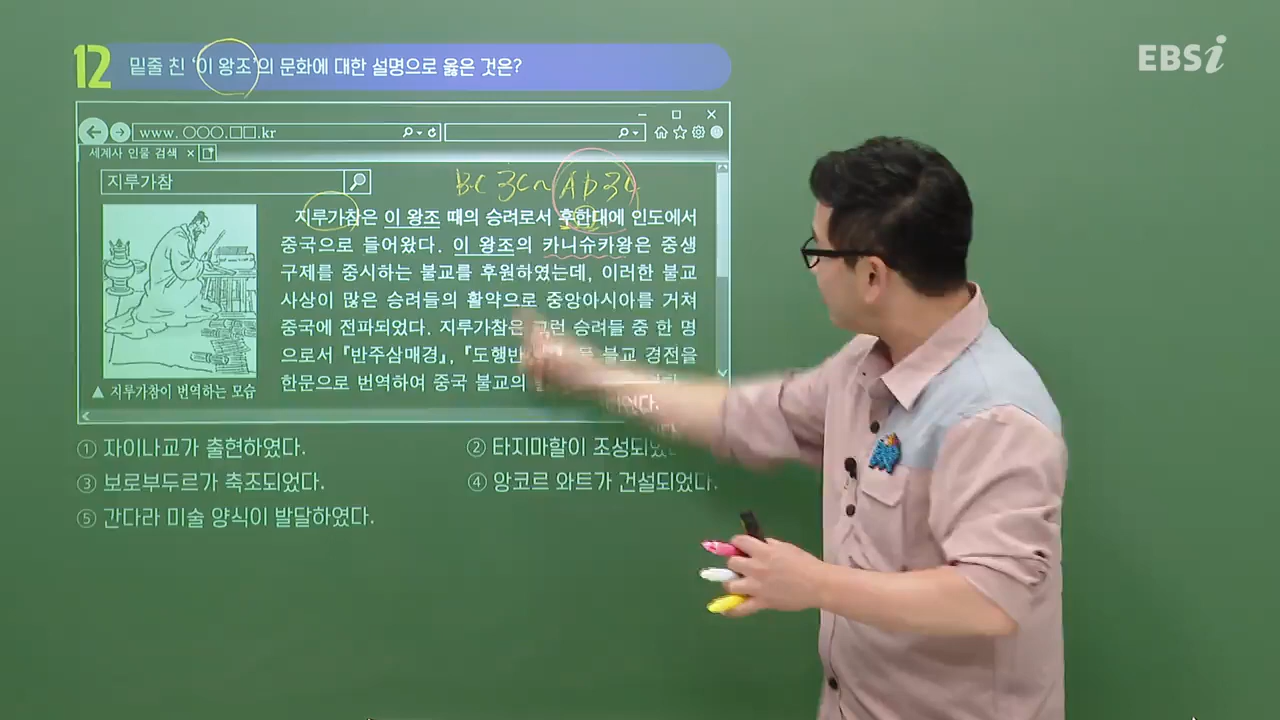 12 밑줄 친 '이 왕조'의 문화에 대한 설명으로 옳은 것은?
EBSi
www. ○○○.□□.kr
세계사 인물 검색
지루가참
BC 3C~ AD 3C
지루가참은 이 왕조 때의 승려로서 후한대에 인도에서
중국으로 들어왔다. 이 왕조의 카니슈카왕은 중생
구제를 중시하는 불교를 후원하였는데, 이러한 불교
사상이 많은 승려들의 활약으로 중앙아시아를 거쳐
중국에 전파되었다. 지루가참은 그런 승려들 중 한 명
으로서 『반주삼매경』, 『도행반 불교 경전을
한문으로 번역하여 중국 불교의
▲ 지루가참이 번역하는 모습
① 자이나교가 출현하였다.
② 타지마할이 조성되었
③ 보로부두르가 축조되었다.
④ 앙코르 와트가 건설되었다.
⑤ 간다라 미술 양식이 발달하였다.